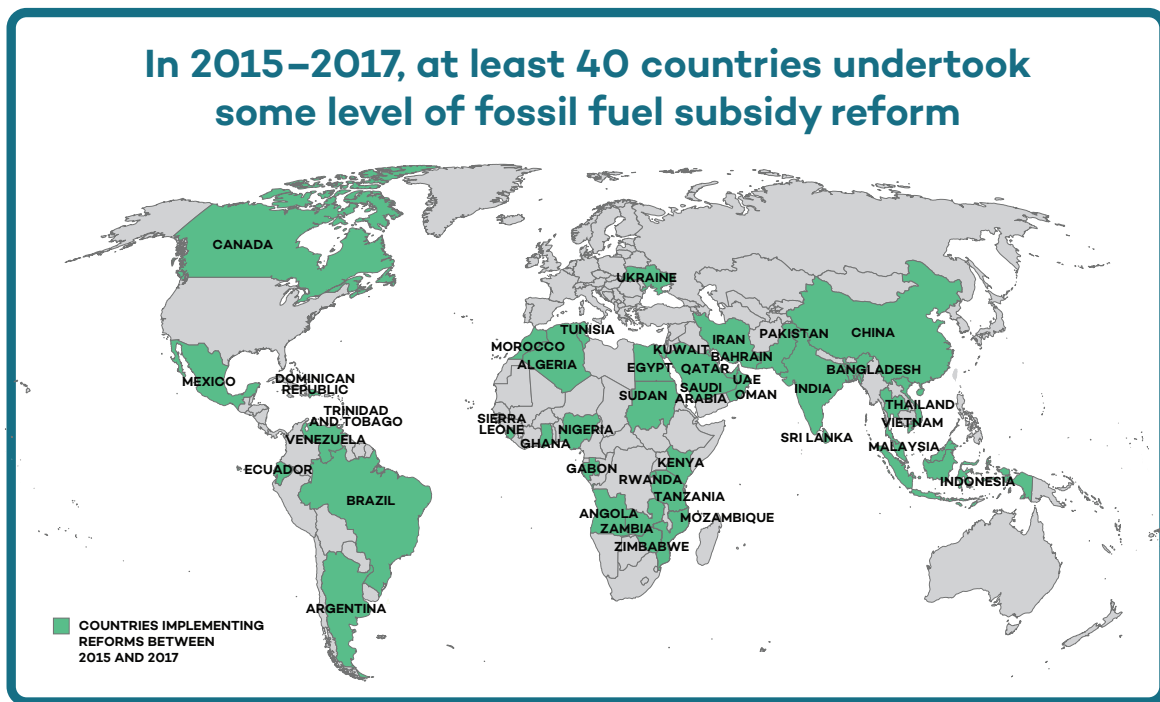 In 2015–2017, at least 40 countries undertook
some level of fossil fuel subsidy reform
CANADA
UKRAINE
TUNISIA
MOROCCO
ALGERIA
EGYPT
KUWAIT
IRAN
BAHRAIN
QATAR
PAKISTAN
CHINA
BANGLADESH
INDIA
UAE
OMAN
SAUDI
ARABIA
SUDAN
MEXICO
DOMINICAN
REPUBLIC
TRINIDAD
AND TOBAGO
VENEZUELA
ECUADOR
BRAZIL
ARGENTINA
SIERRA
LEONE
GHANA
NIGERIA
GABON
KENYA
RWANDA
TANZANIA
ANGOLA
ZAMBIA
MOZAMBIQUE
ZIMBABWE
SRI LANKA
THAILAND
VIETNAM
MALAYSIA
INDONESIA
COUNTRIES IMPLEMENTING
REFORMS BETWEEN
2015 AND 2017